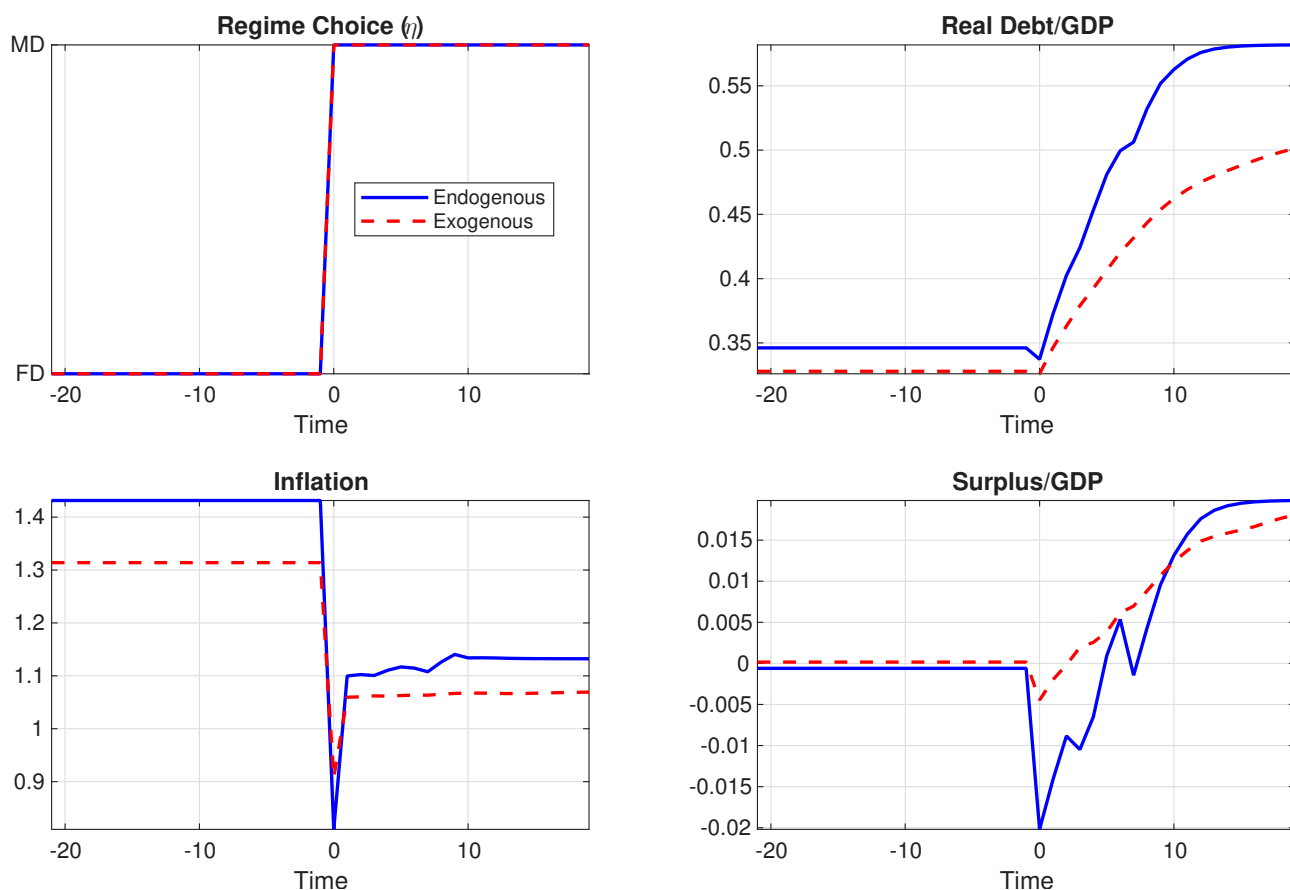 Regime Choice (η)
MD
FD
-20 -10 0 10
Time
Endogenous
Exogenous
Real Debt/GDP
0.55
0.5
0.45
0.4
0.35
-20 -10 0 10
Time
Inflation
1.4
1.3
1.2
1.1
1
0.9
-20 -10 0 10
Time
Surplus/GDP
0.015
0.01
0.005
0
-0.005
-0.01
-0.015
-0.02
-20 -10 0 10
Time